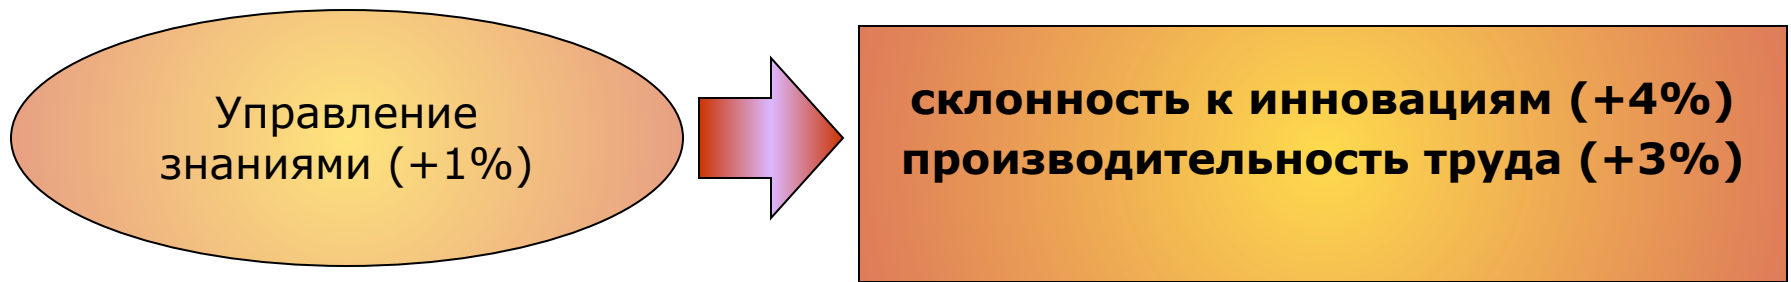 Управление
знаниями (+1%)
склонность к инновациям (+4%)
производительность труда (+3%)